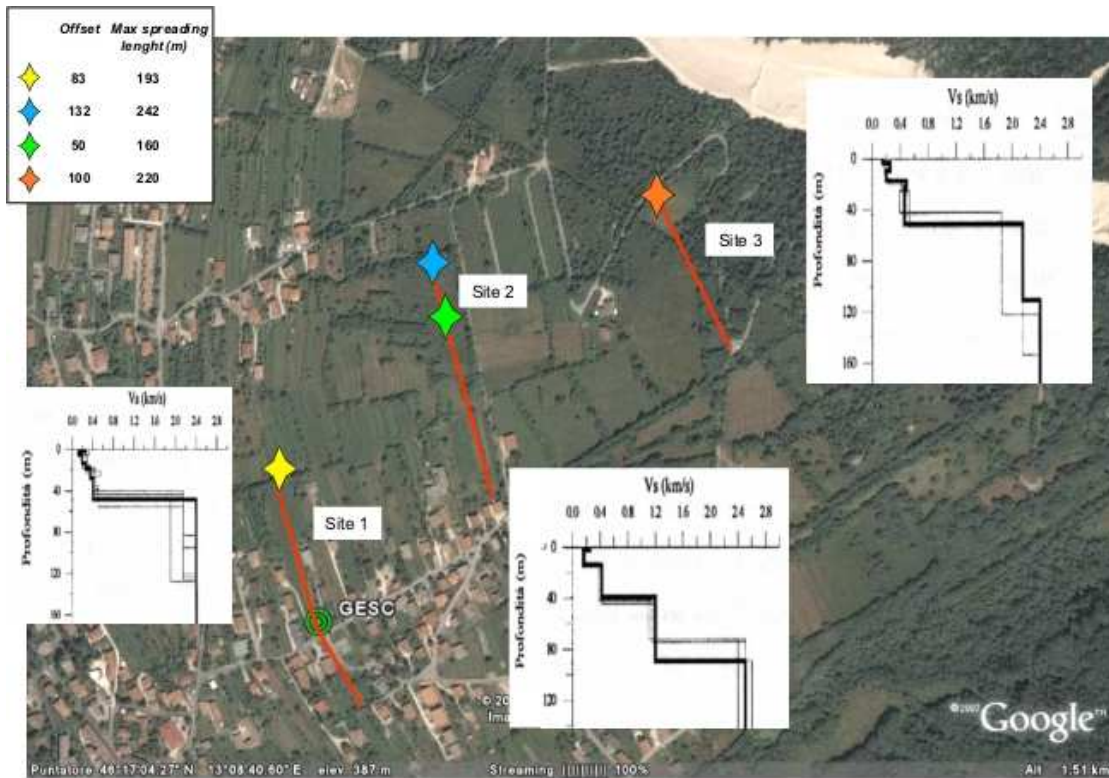 Offset Max spreading
lenght (m)
83 193
132 242
50 160
100 220
Vs (km/s)
0.0 0.4 0.8 1.2 1.6 2.0 2.4 2.8
Profondità (m)
0
40
80
120
160
Site 3
Site 2
Vs (km/s)
0.0 0.4 0.8 1.2 1.6 2.0 2.4 2.8
Profondità (m)
0
40
80
120
Site 1
GESC
Vs (km/s)
0.0 0.4 0.8 1.2 1.6 2.0 2.4 2.8
Profondità (m)
0
40
80
120
©2007 Google™
Puntatore 46°17'04.27" N 13°08'40.60" E elev 387 m Streaming |||||||||| 100% Alt 1.51 km